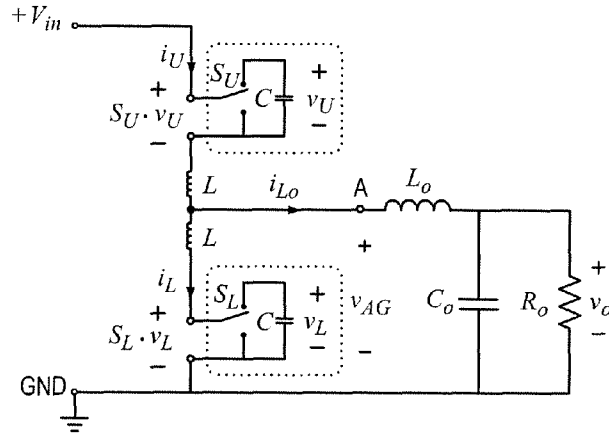 +V_in
i_U
S_U
+
+
S_U · v_U
C
v_U
−
−
L
i_Lo
A
L_o
L
+
i_L
S_L
+
+
S_L · v_L
C
v_L
v_AG
C_o
R_o
+
v_o
−
−
−
−
GND